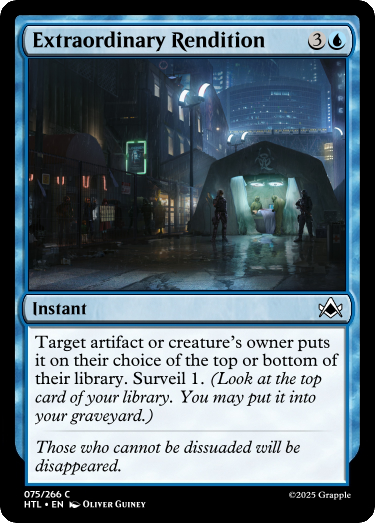 Extraordinary Rendition 3
Instant
Target artifact or creature's owner puts
it on their choice of the top or bottom of
their library. Surveil 1. (Look at the top
card of your library. You may put it into
your graveyard.)
Those who cannot be dissuaded will be
disappeared.
075/266 C
HTL • EN Oliver Guiney
©2025 Grapple